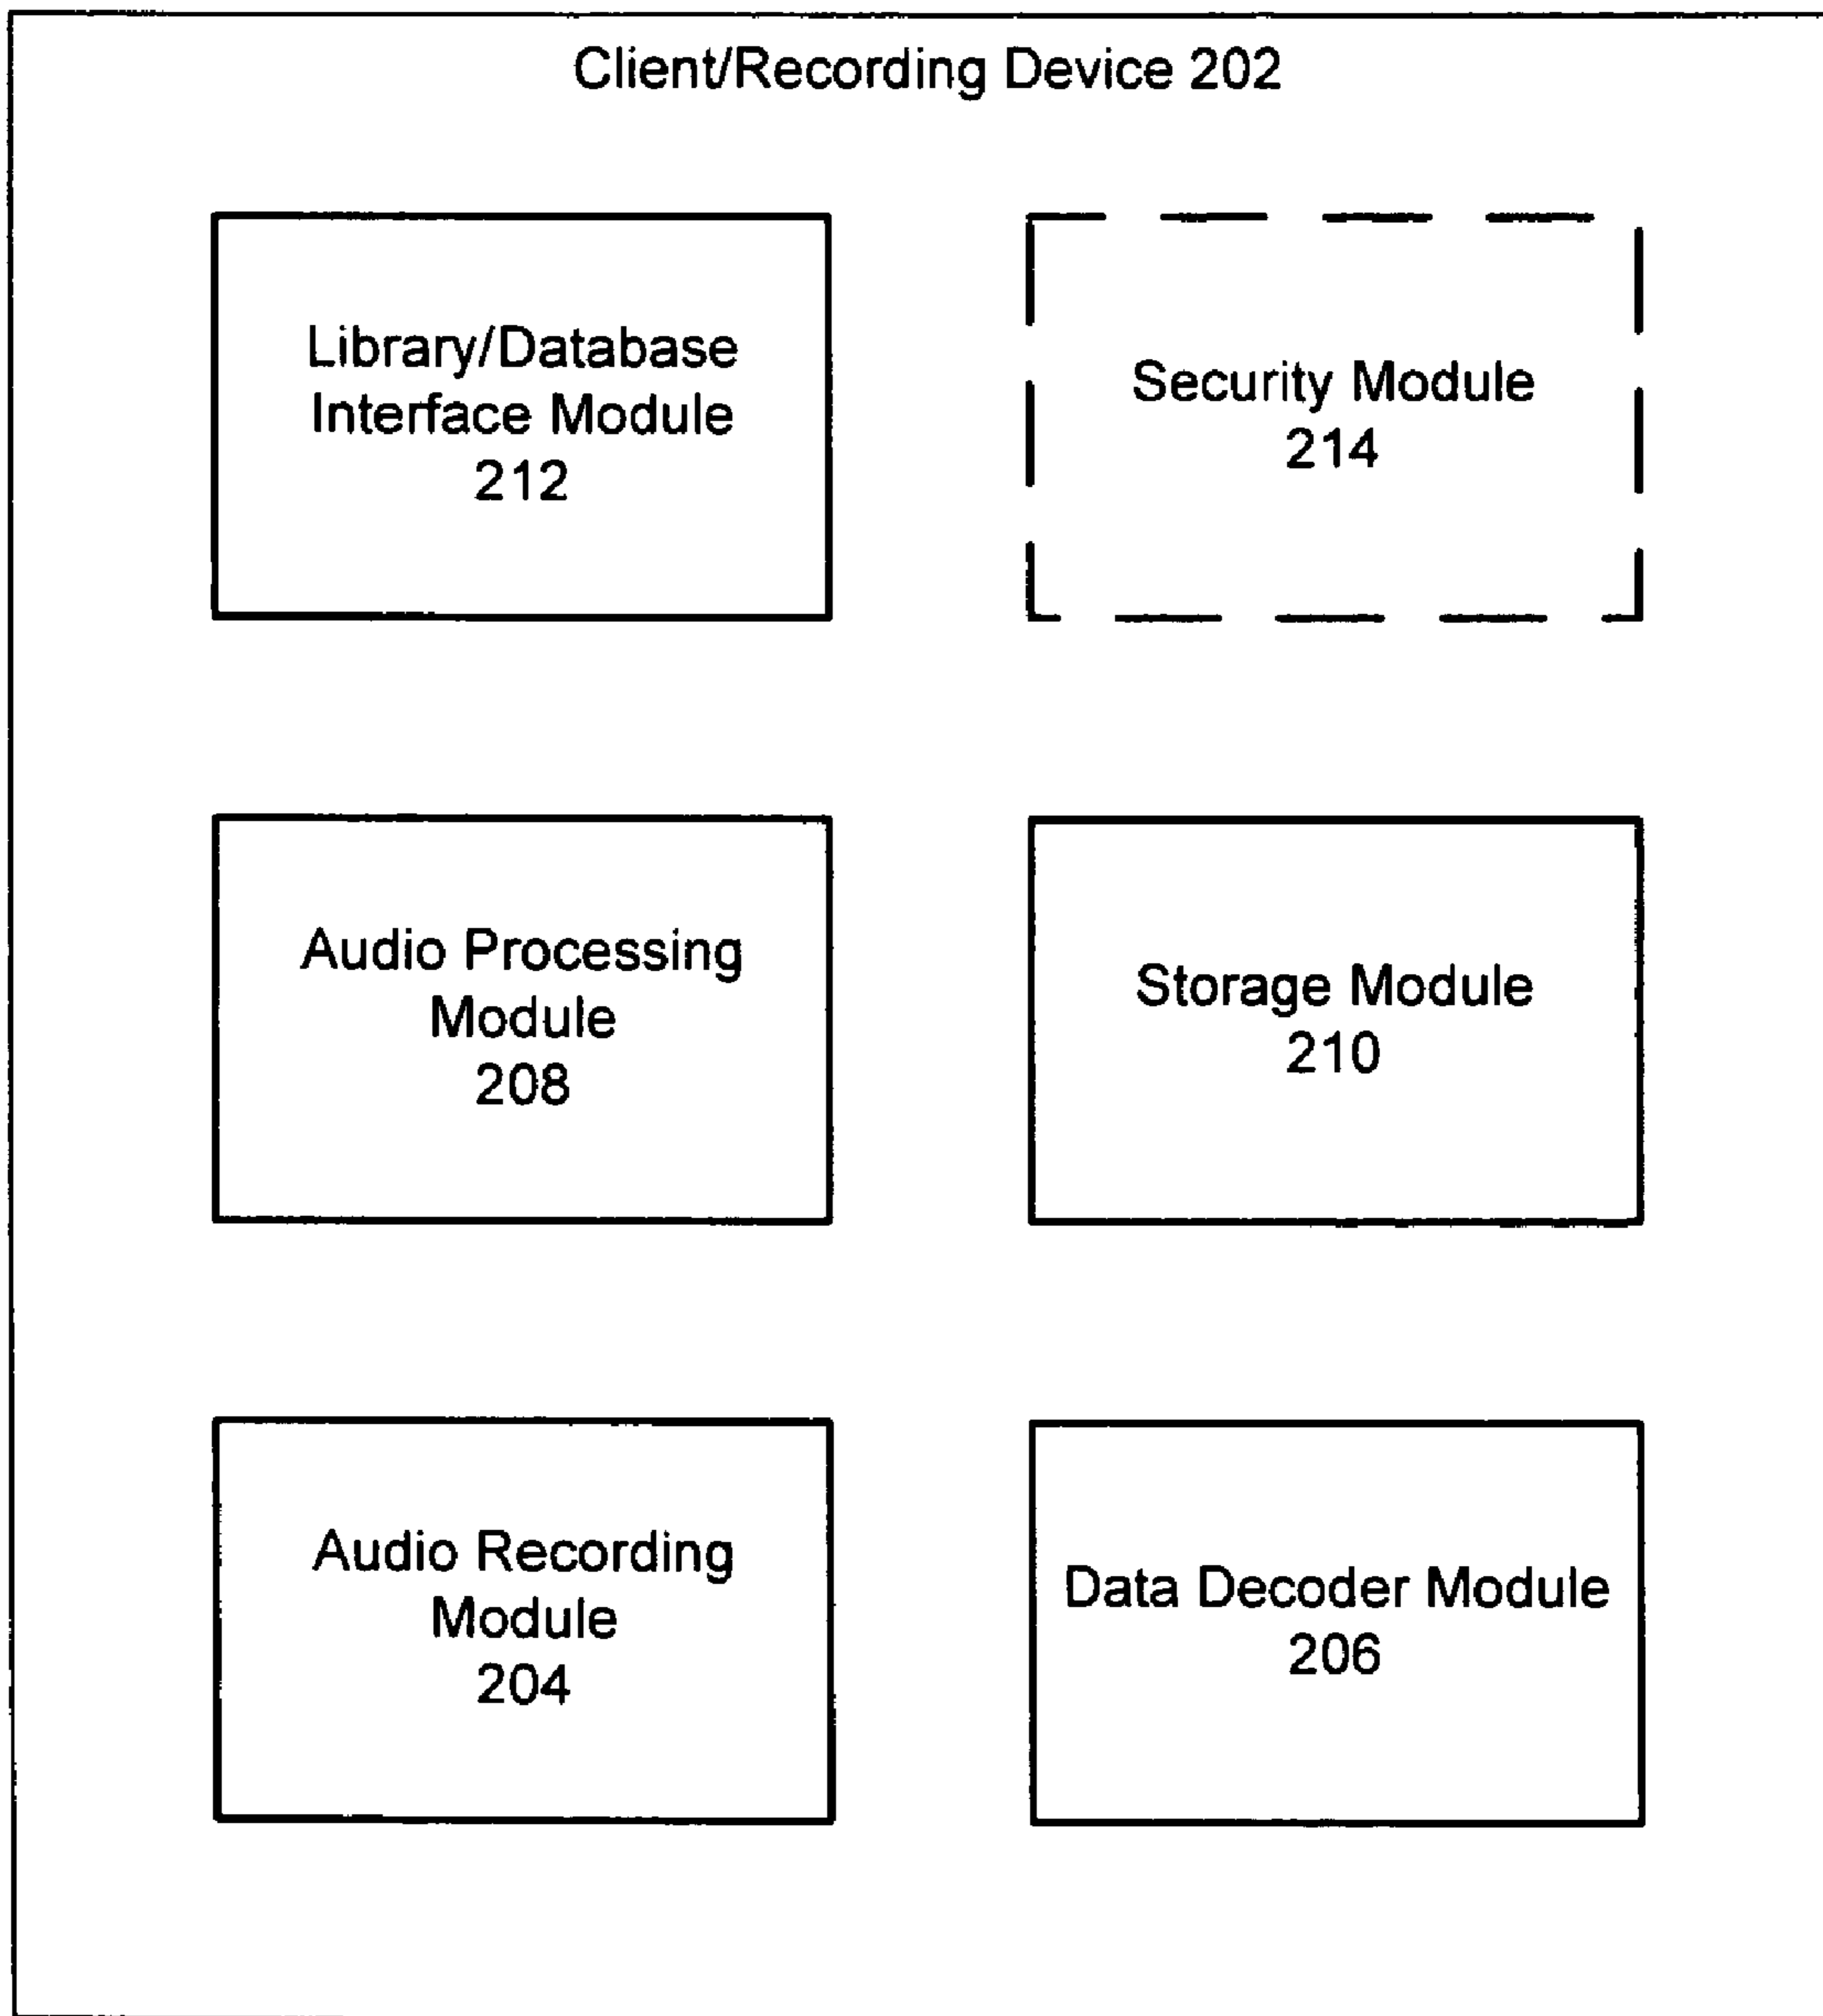 Client/Recording Device 202
Library/Database
Interface Module
212
Security Module
214
Audio Processing
Module
208
Storage Module
210
Audio Recording
Module
204
Data Decoder Module
206